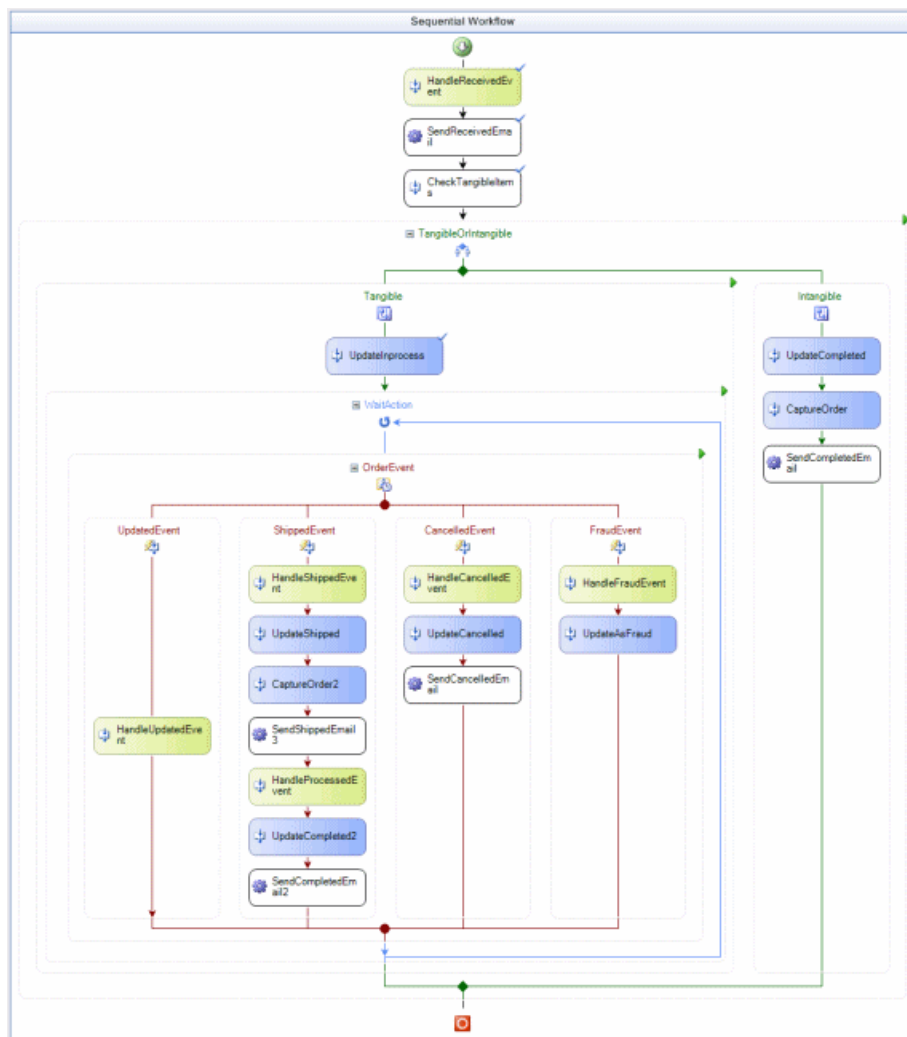 Sequential Workflow
HandleReceivedEv
ent
SendReceivedEma
il
CheckTangibleItem
s
TangibleOrIntangible
Tangible
UpdateInprocess
WaitAction
OrderEvent
UpdatedEvent
HandleUpdatedEve
nt
ShippedEvent
HandleShippedEve
nt
UpdateShipped
CaptureOrder2
SendShippedEmail
3
HandleProcessedE
vent
UpdateCompleted2
SendCompletedEm
ail2
CancelledEvent
HandleCancelledE
vent
UpdateCancelled
SendCancelledEm
ail
FraudEvent
HandleFraudEvent
UpdateAsFraud
Intangible
UpdateCompleted
CaptureOrder
SendCompletedEm
ail